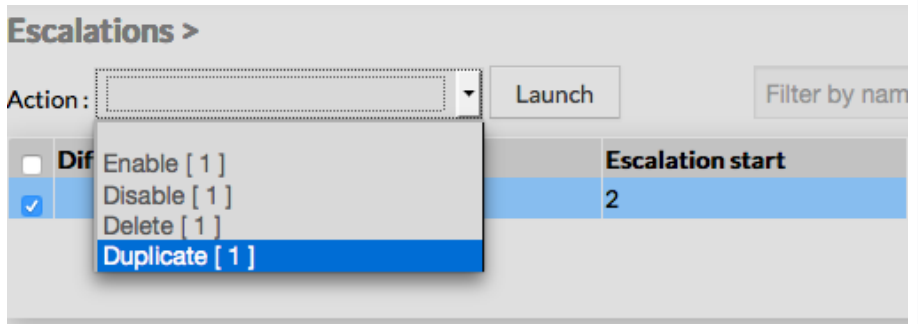 Escalations >
Action : Launch Filter by nam
Dif Escalation start
Enable [ 1 ]
Disable [ 1 ] 2
Delete [ 1 ]
Duplicate [ 1 ]